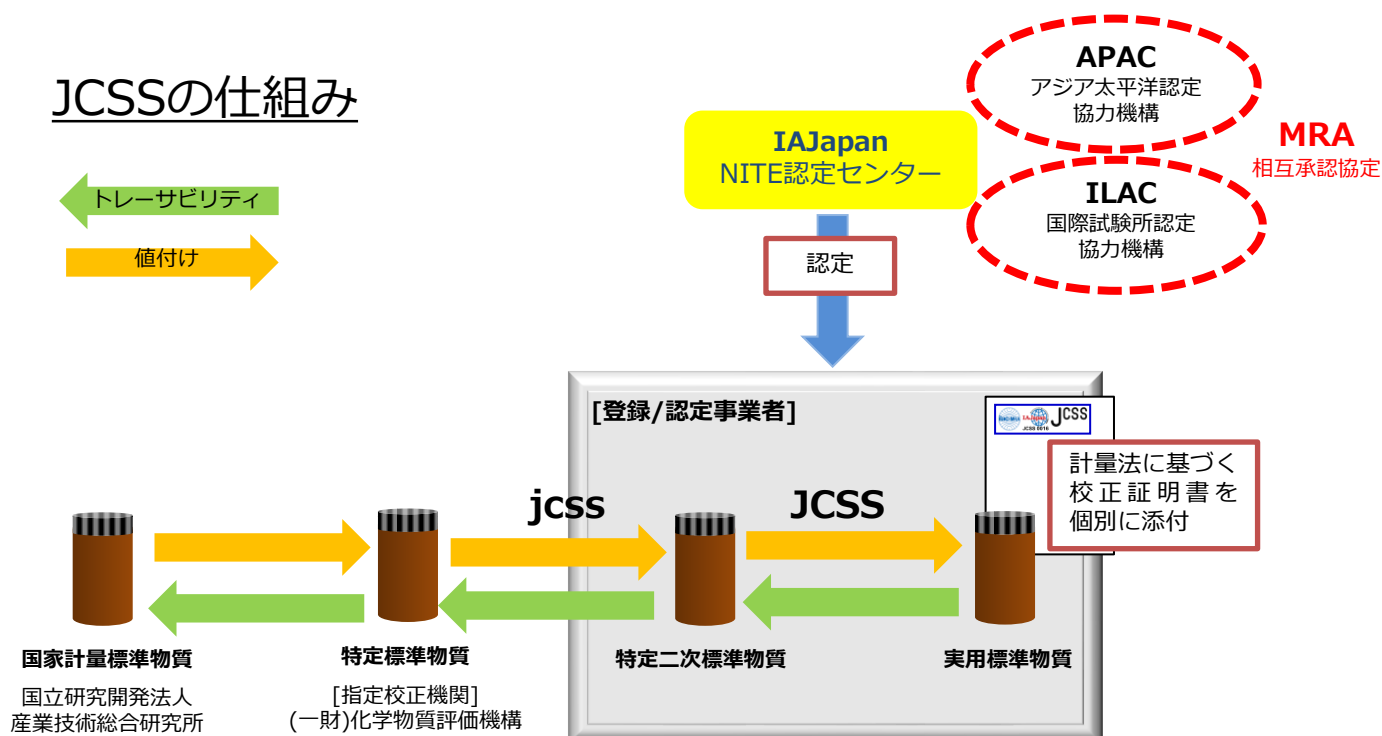 JCSSの仕組み
トレーサビリティ
値付け
IAJapan
NITE認定センター
APAC
アジア太平洋認定
協力機構
MRA
相互承認協定
ILAC
国際試験所認定
協力機構
認定
[登録/認定事業者]
JCSS
計量法に基づく
校正証明書を
個別に添付
jcss
JCSS
国家計量標準物質
国立研究開発法人
産業技術総合研究所
特定標準物質
[指定校正機関]
(一財)化学物質評価機構
特定二次標準物質
実用標準物質